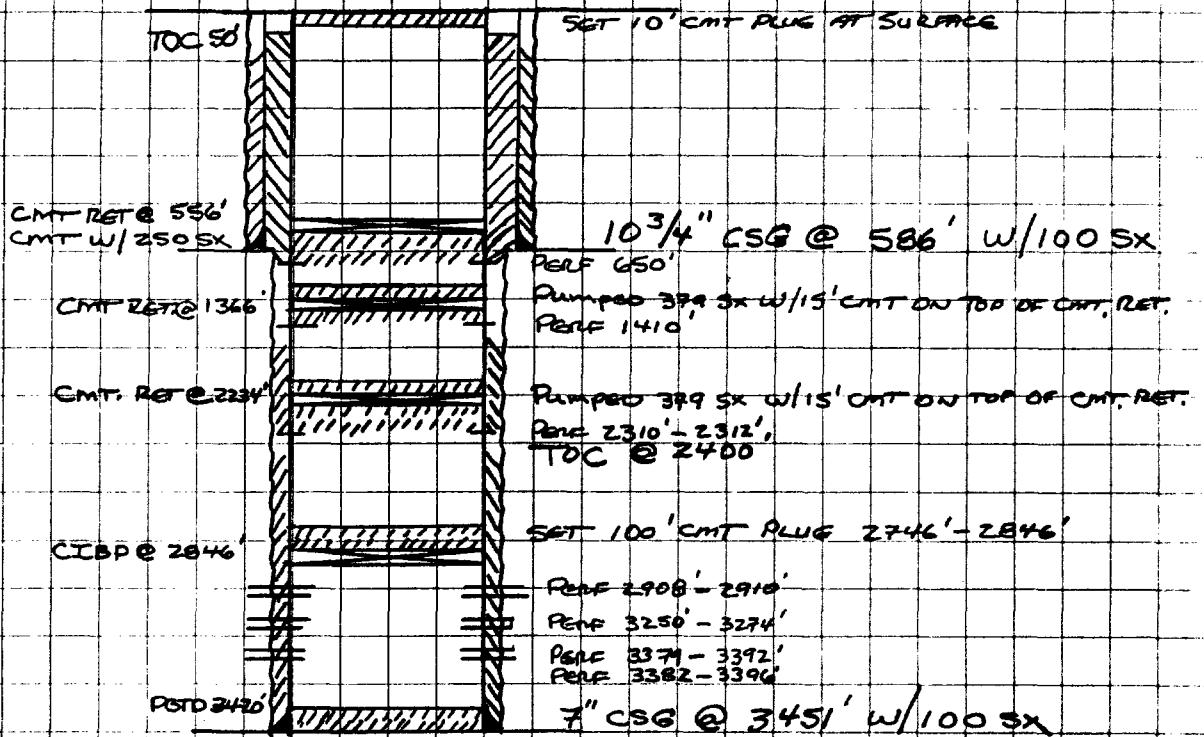 SET 10' CMT PLUG AT SURFACE
TOC 50'
CMT RET @ 556'
CMT W/ 250 SX
10 3/4" CSG @ 586' W/100 SX
PERF 650'
CMT RET @ 1366'
PUMPED 379 SX W/15' CMT ON TOP OF CMT. RET.
PERF 1410'
CMT. RET @ 2234'
PUMPED 379 SX W/15' CMT ON TOP OF CMT. RET.
PERF 2310' - 2312'
TOC @ 2400
SET 100' CMT PLUG 2746' - 2846'
CIBP @ 2846'
PERF 2908' - 2910'
PERF 3250' - 3274'
PERF 3379 - 3392'
PERF 3382 - 3396'
PBTD 3420'
7" CSG @ 3451' W/100 SX